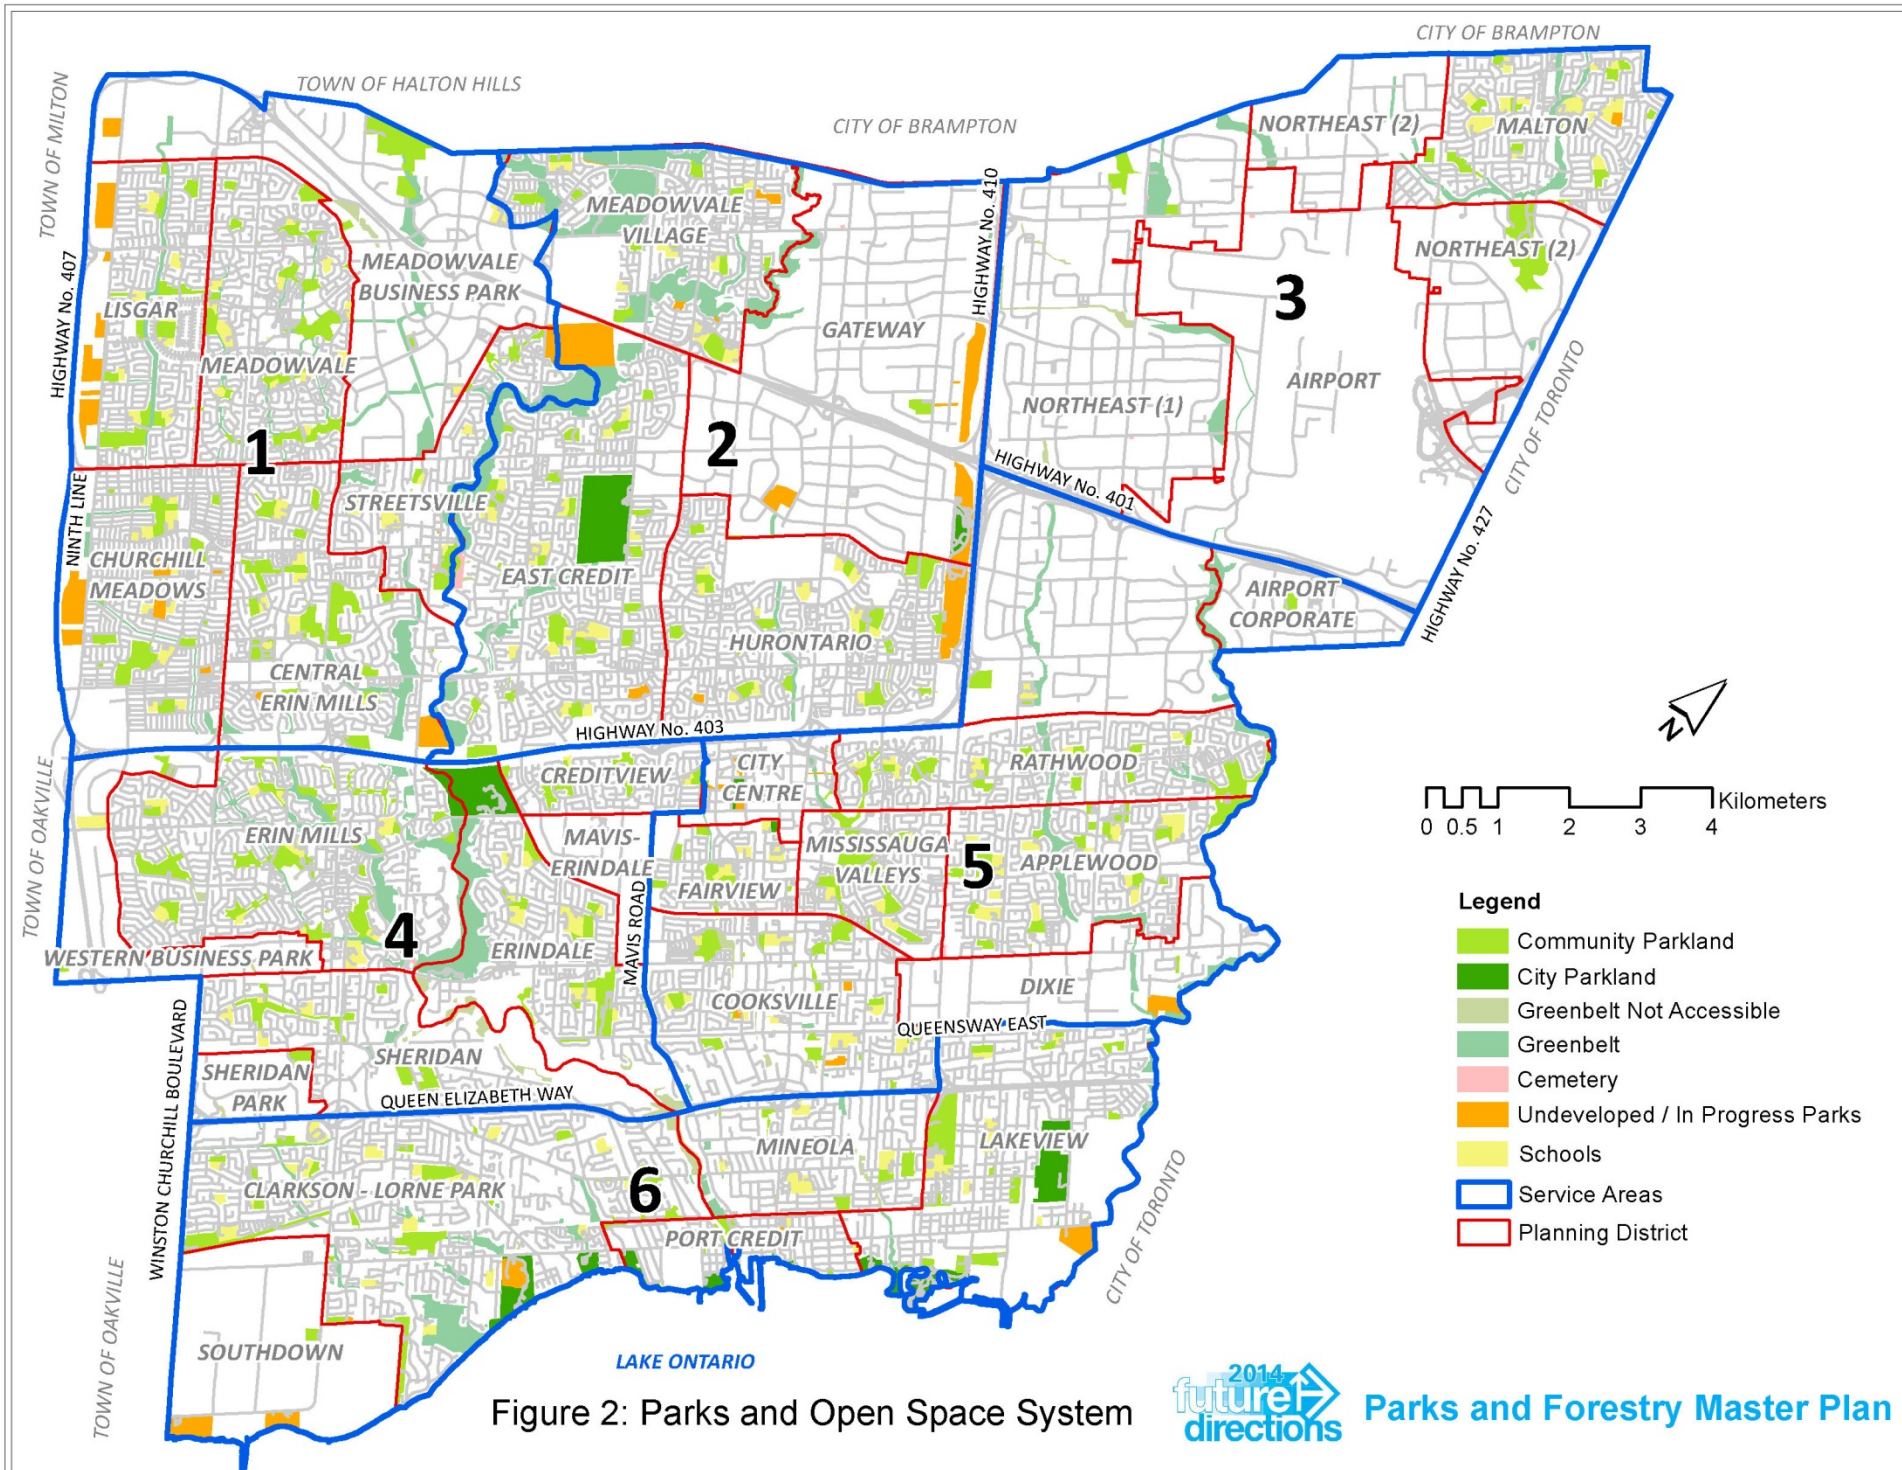 CITY OF BRAMPTON
TOWN OF HALTON HILLS
TOWN OF MILTON
CITY OF BRAMPTON
NORTHEAST (2)
MALTON
HIGHWAY No. 410
MEADOWVALE
VILLAGE
NORTHEAST (2)
MEADOWVALE
BUSINESS PARK
HIGHWAY No. 407
LISGAR
3
GATEWAY
MEADOWVALE
AIRPORT
NORTHEAST (1)
CITY OF TORONTO
1
2
HIGHWAY No. 401
NINTH LINE
STREETSVILLE
CHURCHILL
MEADOWS
EAST CREDIT
AIRPORT
CORPORATE
HIGHWAY No. 427
HURONTARIO
CENTRAL
ERIN MILLS
HIGHWAY No. 403
N
TOWN OF OAKVILLE
CREDITVIEW
CITY
CENTRE
RATHWOOD
Kilometers
0 0.5 1 2 3 4
ERIN MILLS
MAVIS-
ERINDALE
MISSISSAUGA
VALLEYS
5
APPLEWOOD
FAIRVIEW
MAVIS ROAD
4
WESTERN BUSINESS PARK
ERINDALE
COOKSVILLE
DIXIE
QUEENSWAY EAST
Legend
Community Parkland
City Parkland
Greenbelt Not Accessible
Greenbelt
Cemetery
Undeveloped / In Progress Parks
Schools
Service Areas
Planning District
WINSTON CHURCHILL BOULEVARD
SHERIDAN
SHERIDAN
PARK
QUEEN ELIZABETH WAY
MINEOLA
LAKEVIEW
CLARKSON - LORNE PARK
6
PORT CREDIT
CITY OF TORONTO
TOWN OF OAKVILLE
SOUTHDOWN
LAKE ONTARIO
Figure 2: Parks and Open Space System
2014
future
directions
Parks and Forestry Master Plan